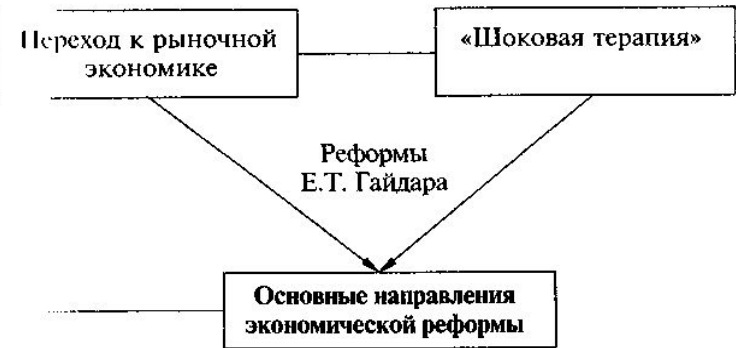 Переход к рыночной
экономике
«Шоковая терапия»
Реформы
Е.Т. Гайдара
Основные направления
экономической реформы